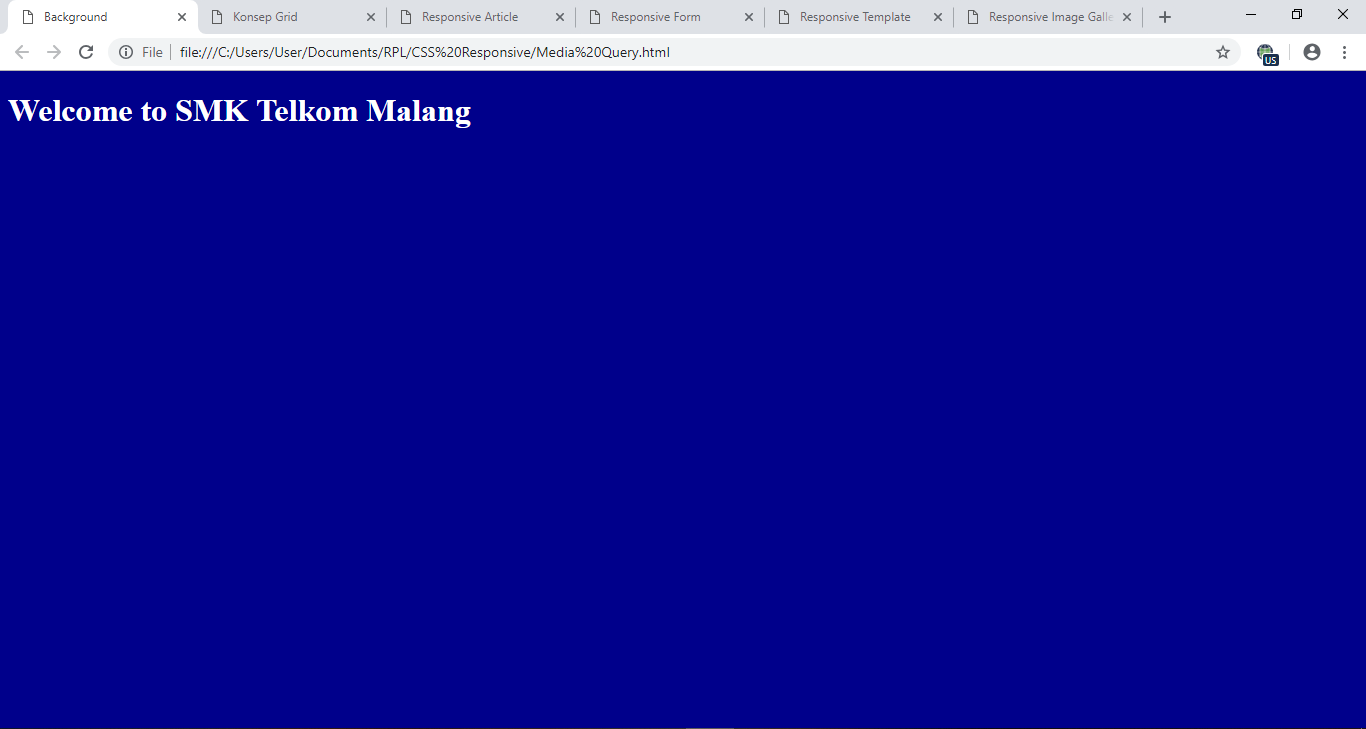 Background Konsep Grid Responsive Article Responsive Form Responsive Template Responsive Image Galle
File file:///C:/Users/User/Documents/RPL/CSS%20Responsive/Media%20Query.html US
Welcome to SMK Telkom Malang